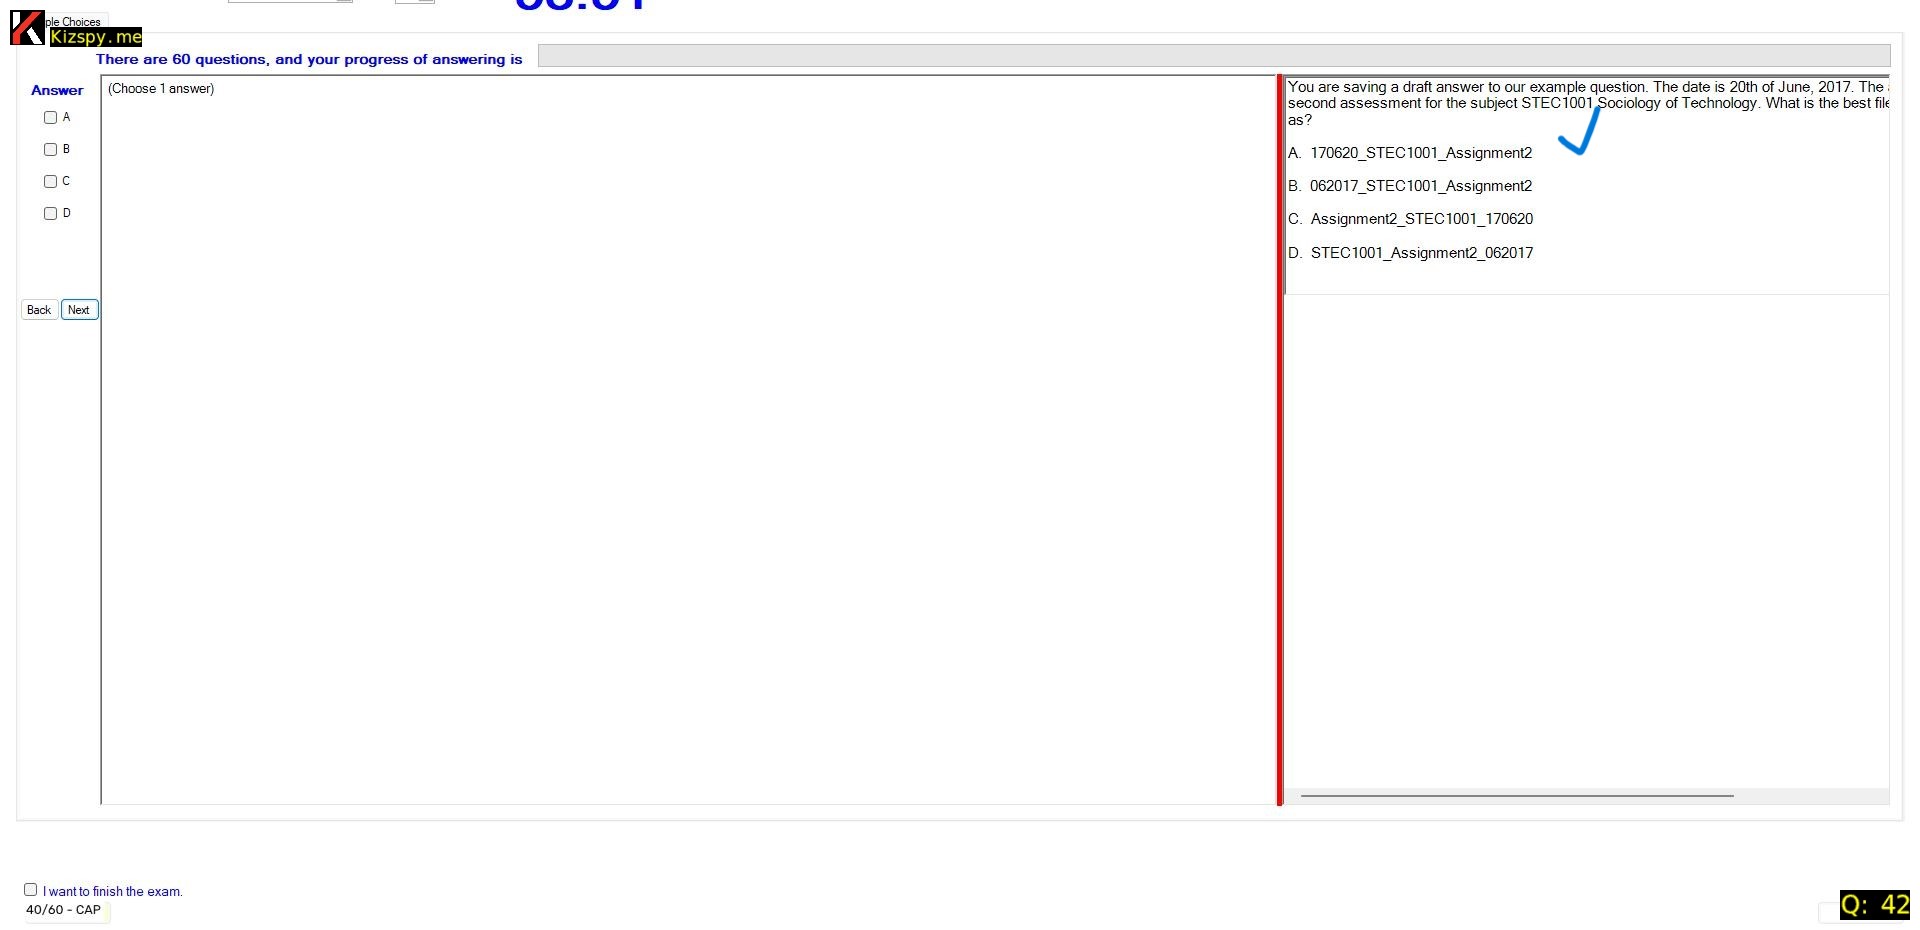 ple Choices
Kizspy.me
There are 60 questions, and your progress of answering is
Answer
A
B
C
D
Back
Next
(Choose 1 answer)
You are saving a draft answer to our example question. The date is 20th of June, 2017. The
second assessment for the subject STEC1001 Sociology of Technology. What is the best file
as?
A. 170620_STEC1001_Assignment2
B. 062017_STEC1001_Assignment2
C. Assignment2_STEC1001_170620
D. STEC1001_Assignment2_062017
I want to finish the exam.
40/60 - CAP
Q: 42